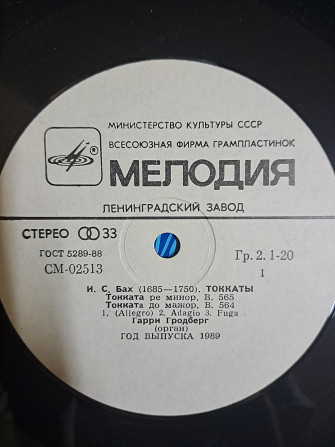 МИНИСТЕРСТВО КУЛЬТУРЫ СССР
ВСЕСОЮЗНАЯ ФИРМА ГРАМПЛАСТИНОК
МЕЛОДИЯ
ЛЕНИНГРАДСКИЙ ЗАВОД
СТЕРЕО 33
ГОСТ 5289-88
Гр. 2. 1-20
СМ-02513
1
И. С. Бах (1685—1750). ТОККАТЫ
Токката ре минор, В. 565
Токката до мажор, В. 564
1. (Allegro) 2. Adagio 3. Fuga
Гарри Гродберг
(орган)
ГОД ВЫПУСКА 1989